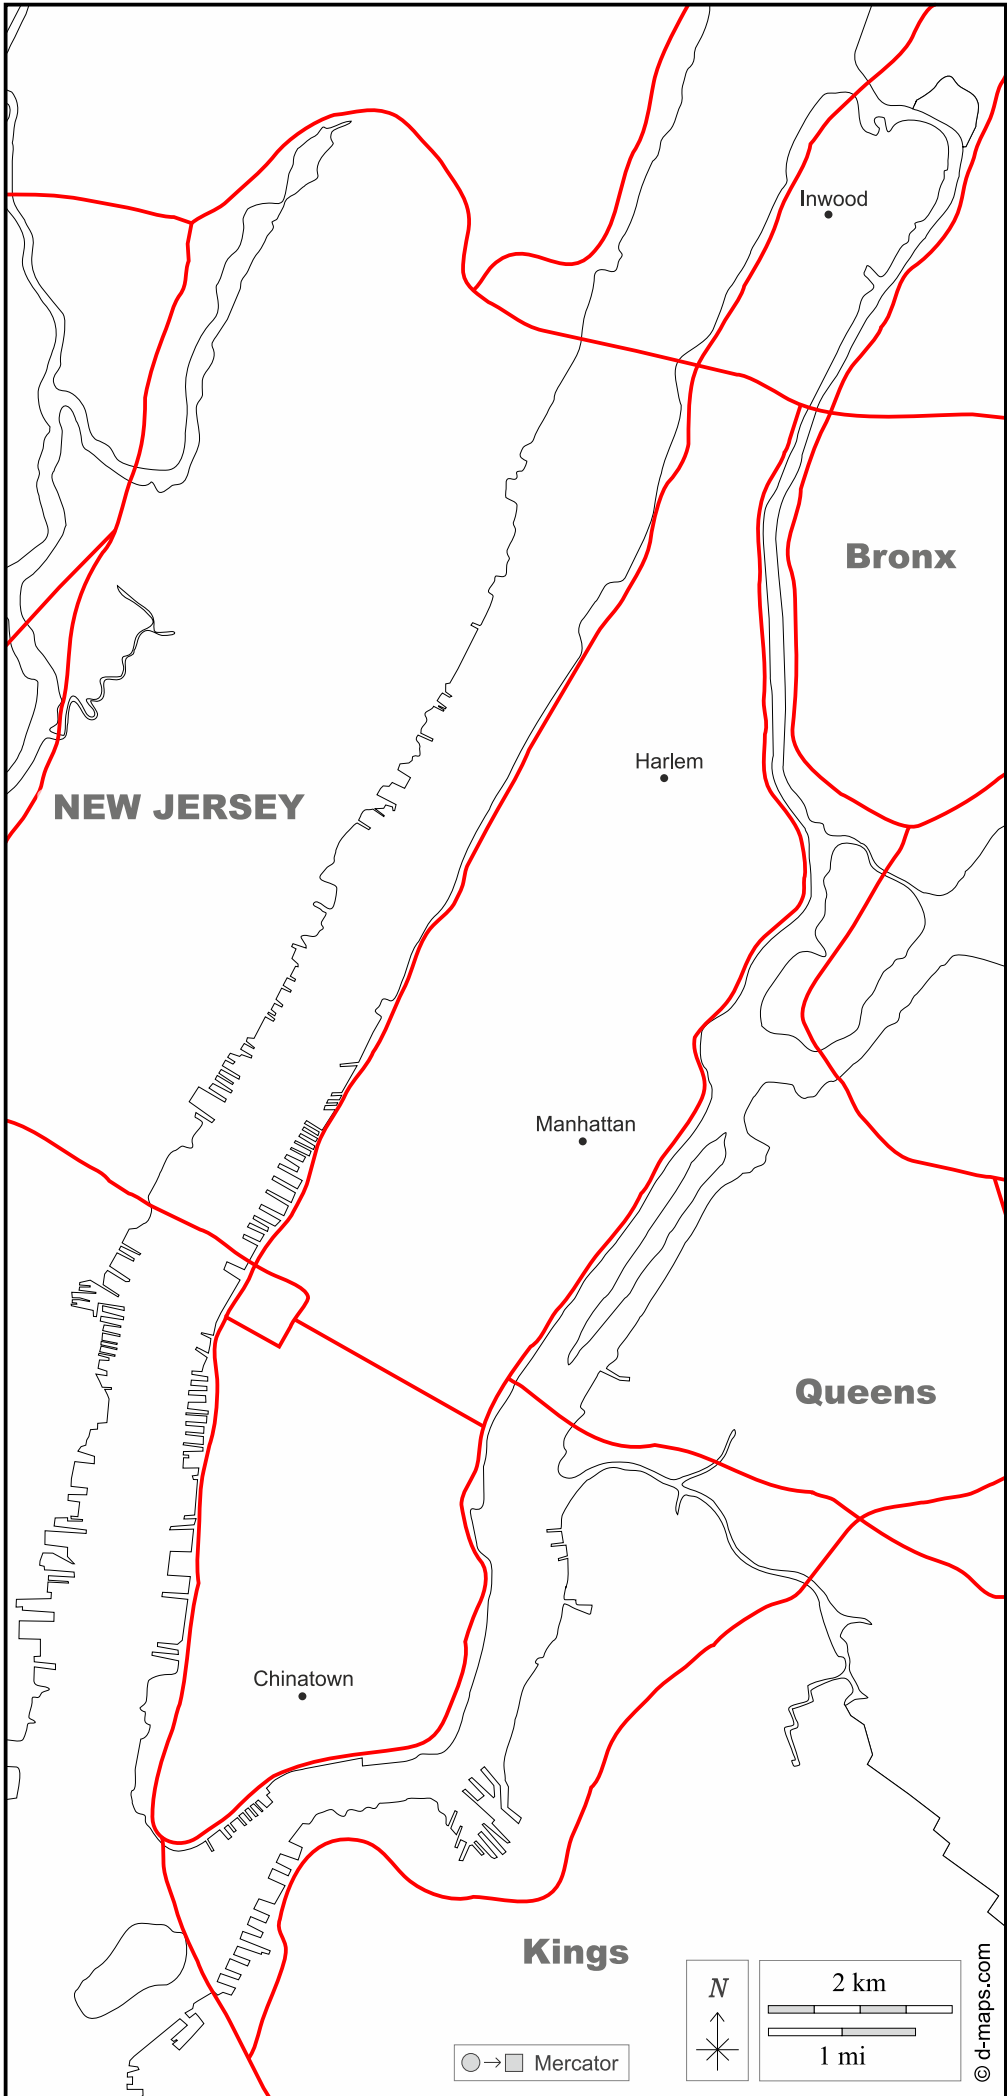 Inwood
Bronx
Harlem
NEW JERSEY
Manhattan
Queens
Chinatown
Kings
N
2 km
1 mi
Mercator
© d-maps.com